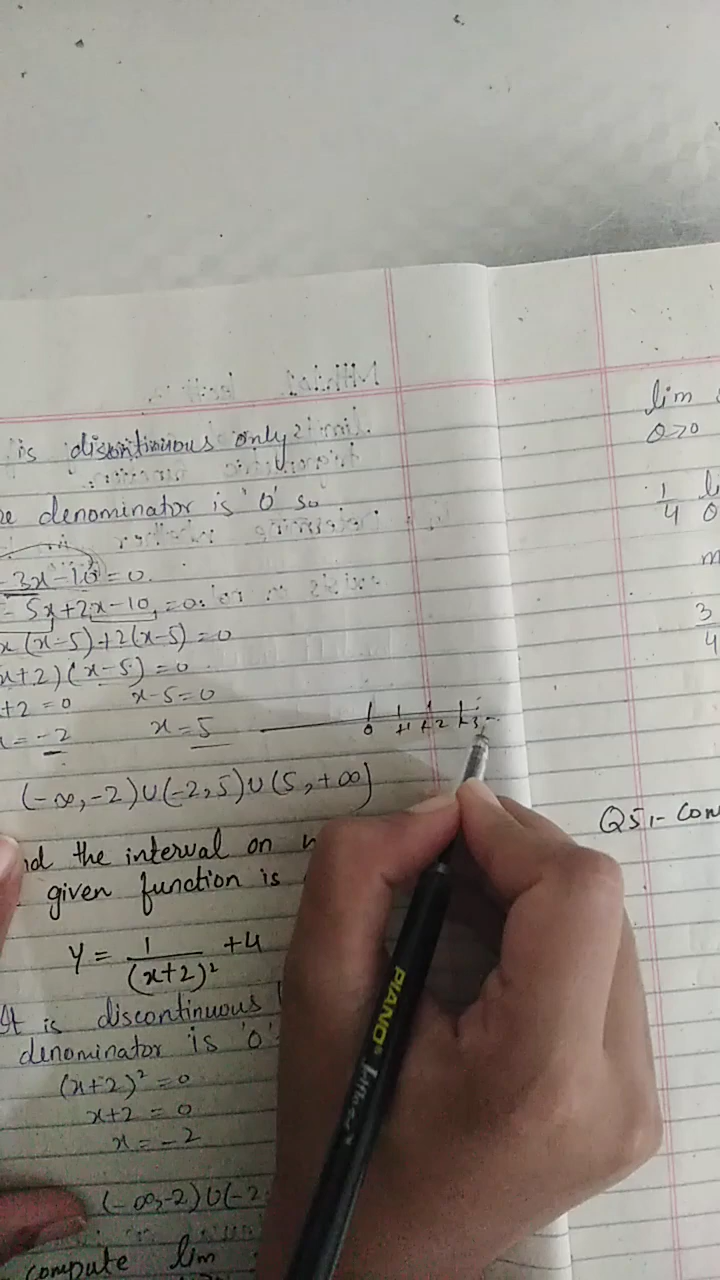 is discontinuous only
denominator is '0' so
-3x-10=0.
-5x+2x-10=0.
x(x-5)+2(x-5)=0
x+2)(x-5)=0
+2=0 x-5=0
x=-2 x=5
0 +1 +2 +3
(-∞,-2)∪(-2,5)∪(5,+∞)
the interval on
given function is
y= 1/(x+2)² +4
It is discontinuous
denominator is '0'
(x+2)²=0
x+2=0
x=-2
(-∞,-2)∪(-2
compute lim
PIANO
lim
θ→0
1/4
θ
3/4
Q5:-